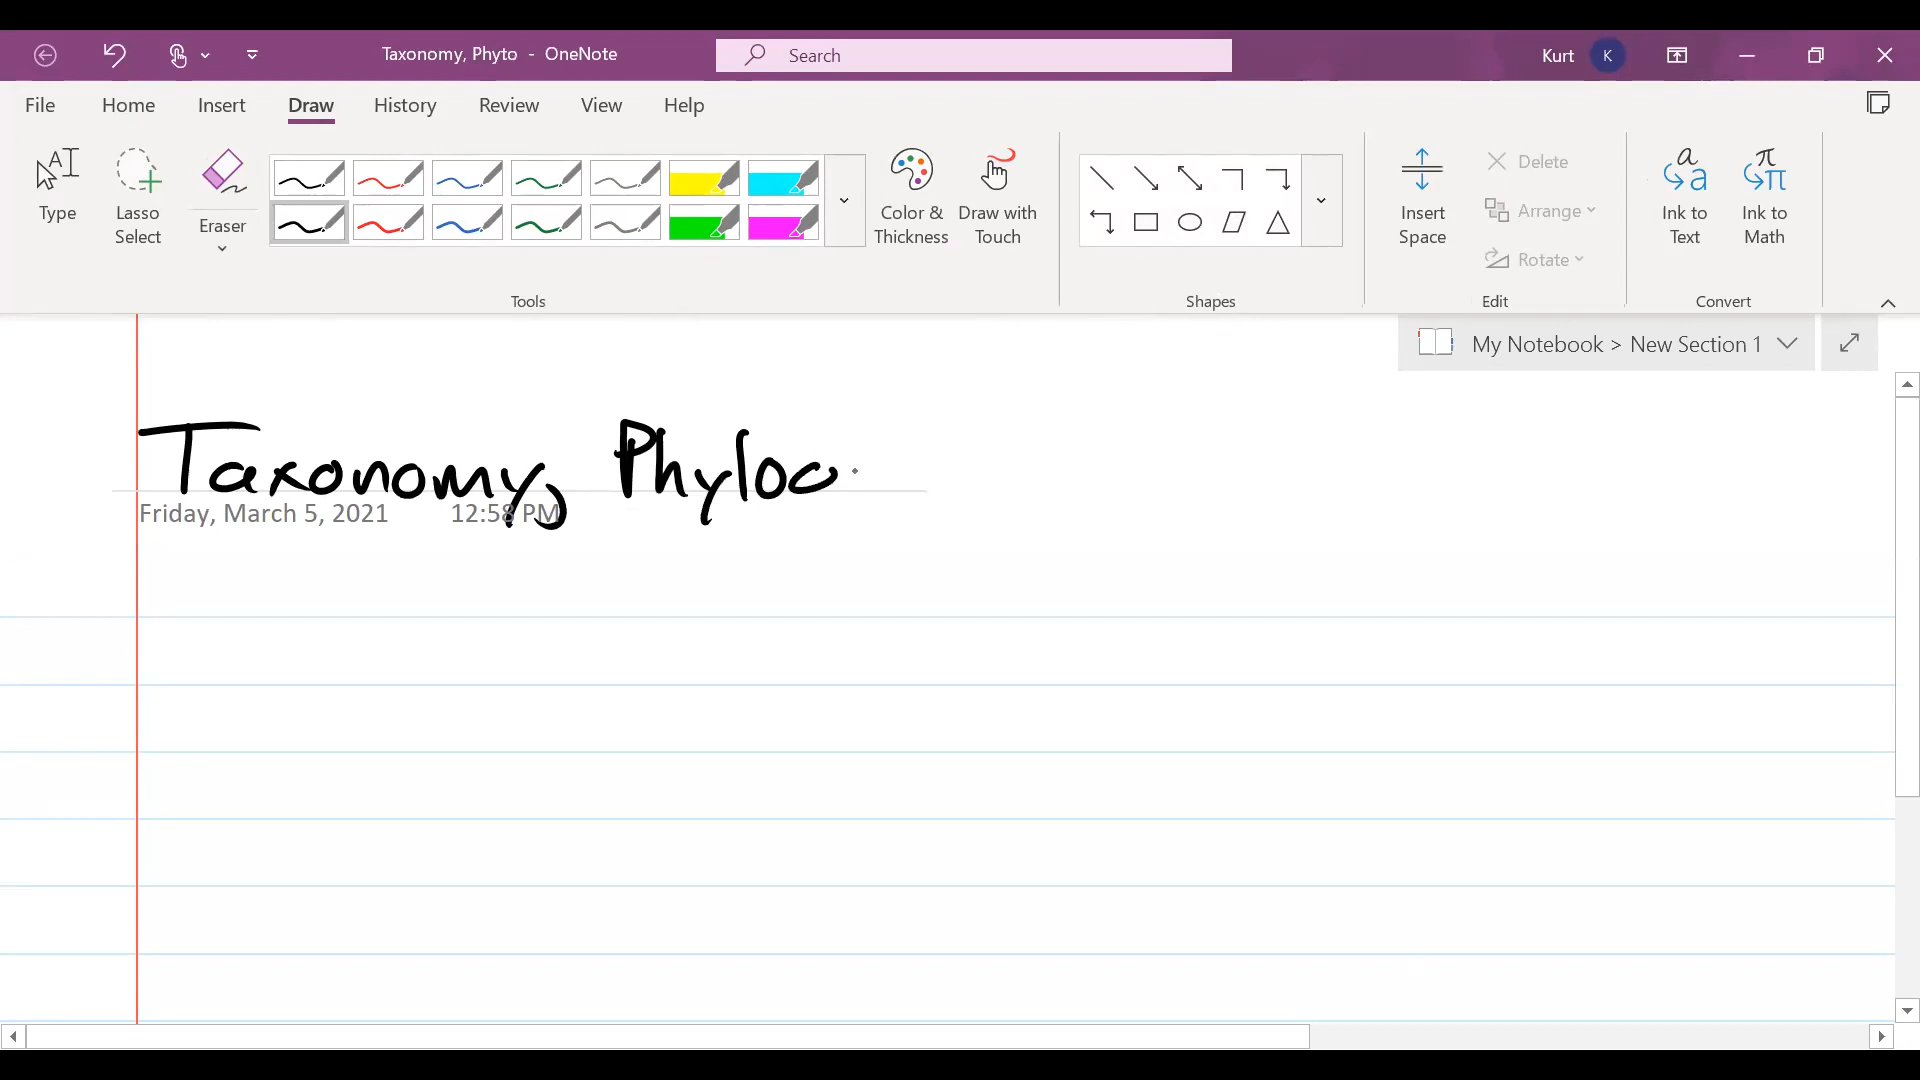 Taxonomy, Phyto - OneNote
Search
Kurt
K
File Home Insert Draw History Review View Help
Type
Lasso Select
Eraser
Color & Thickness
Draw with Touch
Insert Space
Delete
Arrange
Rotate
Ink to Text
Ink to Math
Tools
Shapes
Edit
Convert
My Notebook > New Section 1
Taxonomy, Phyloc
Friday, March 5, 2021 12:58 PM